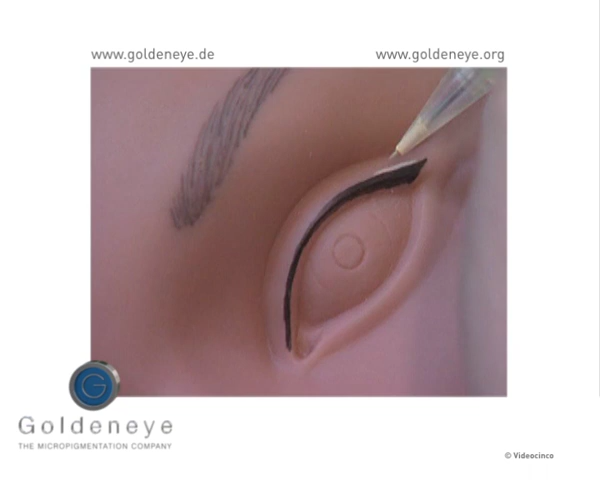 www.goldeneye.de
www.goldeneye.org
G
Goldeneye
THE MICROPIGMENTATION COMPANY
© Videocinco